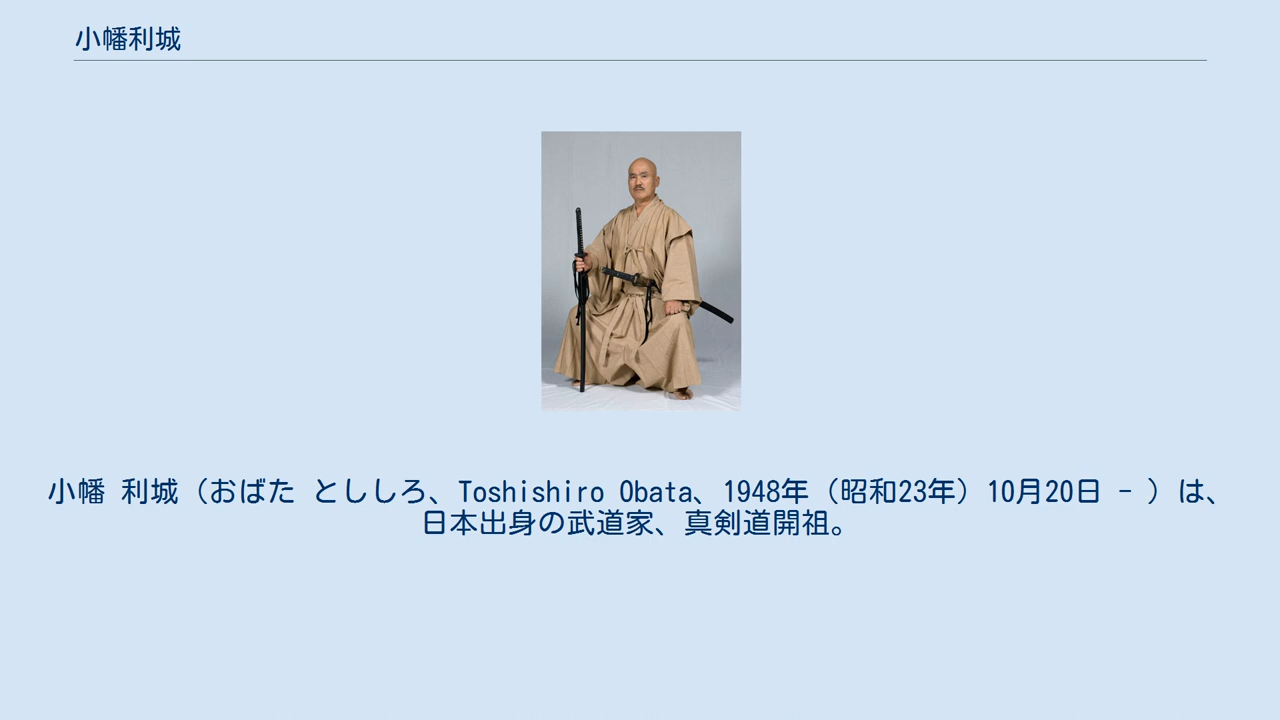 小幡利城
小幡 利城（おばた とししろ、Toshishiro Obata、1948年（昭和23年）10月20日 - ）は、
日本出身の武道家、真剣道開祖。